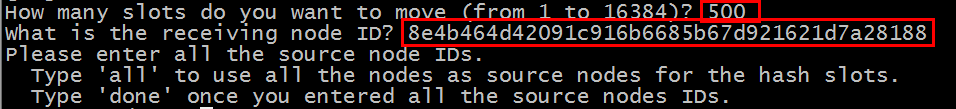 How many slots do you want to move (from 1 to 16384)? 500
What is the receiving node ID? 8e4b464d42091c916b6685b67d921621d7a28188
Please enter all the source node IDs.
Type 'all' to use all the nodes as source nodes for the hash slots.
Type 'done' once you entered all the source nodes IDs.